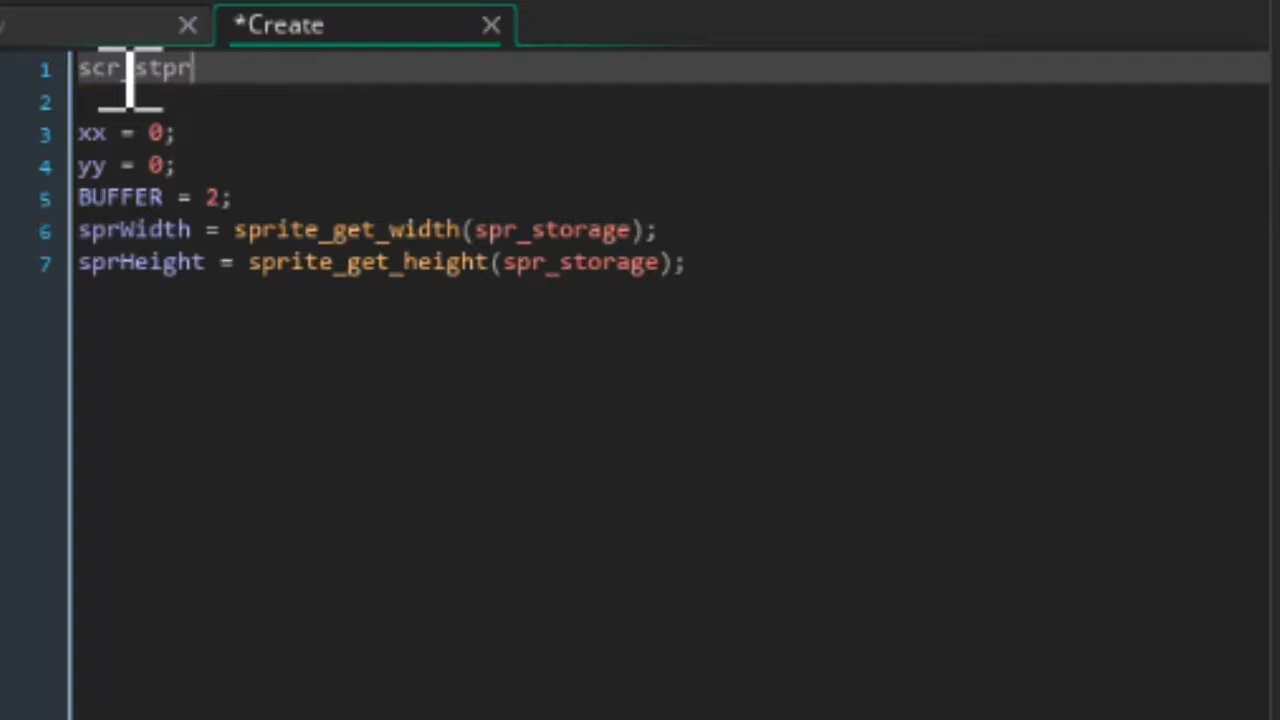 *Create
1 scr_stpr
2
3 xx = 0;
4 yy = 0;
5 BUFFER = 2;
6 sprWidth = sprite_get_width(spr_storage);
7 sprHeight = sprite_get_height(spr_storage);